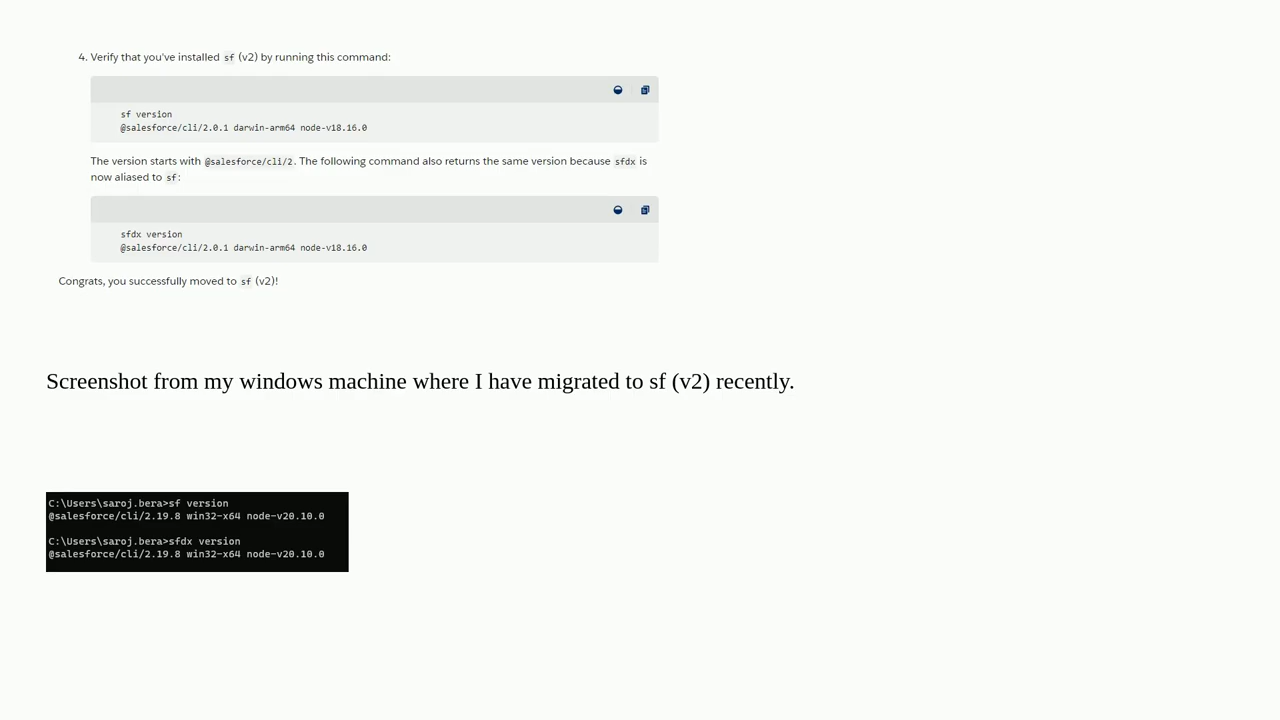 4. Verify that you've installed sf (v2) by running this command:
sf version
@salesforce/cli/2.0.1 darwin-arm64 node-v18.16.0
The version starts with @salesforce/cli/2. The following command also returns the same version because sfdx is
now aliased to sf:
sfdx version
@salesforce/cli/2.0.1 darwin-arm64 node-v18.16.0
Congrats, you successfully moved to sf (v2)!
Screenshot from my windows machine where I have migrated to sf (v2) recently.
C:\Users\saroj.bera>sf version
@salesforce/cli/2.19.8 win32-x64 node-v20.10.0
C:\Users\saroj.bera>sfdx version
@salesforce/cli/2.19.8 win32-x64 node-v20.10.0